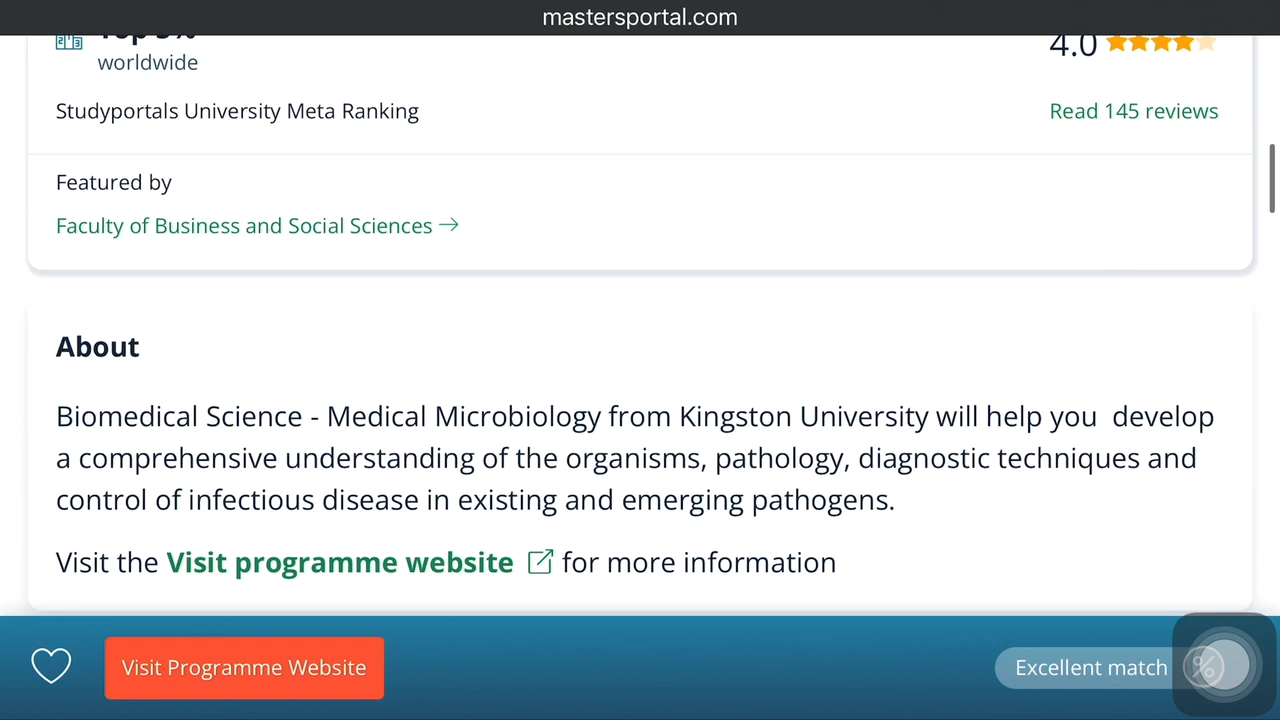 mastersportal.com
Top 5%
worldwide
4.0
Studyportals University Meta Ranking
Read 145 reviews
Featured by
Faculty of Business and Social Sciences
About
Biomedical Science - Medical Microbiology from Kingston University will help you develop
a comprehensive understanding of the organisms, pathology, diagnostic techniques and
control of infectious disease in existing and emerging pathogens.
Visit the Visit programme website for more information
Visit Programme Website
Excellent match
%